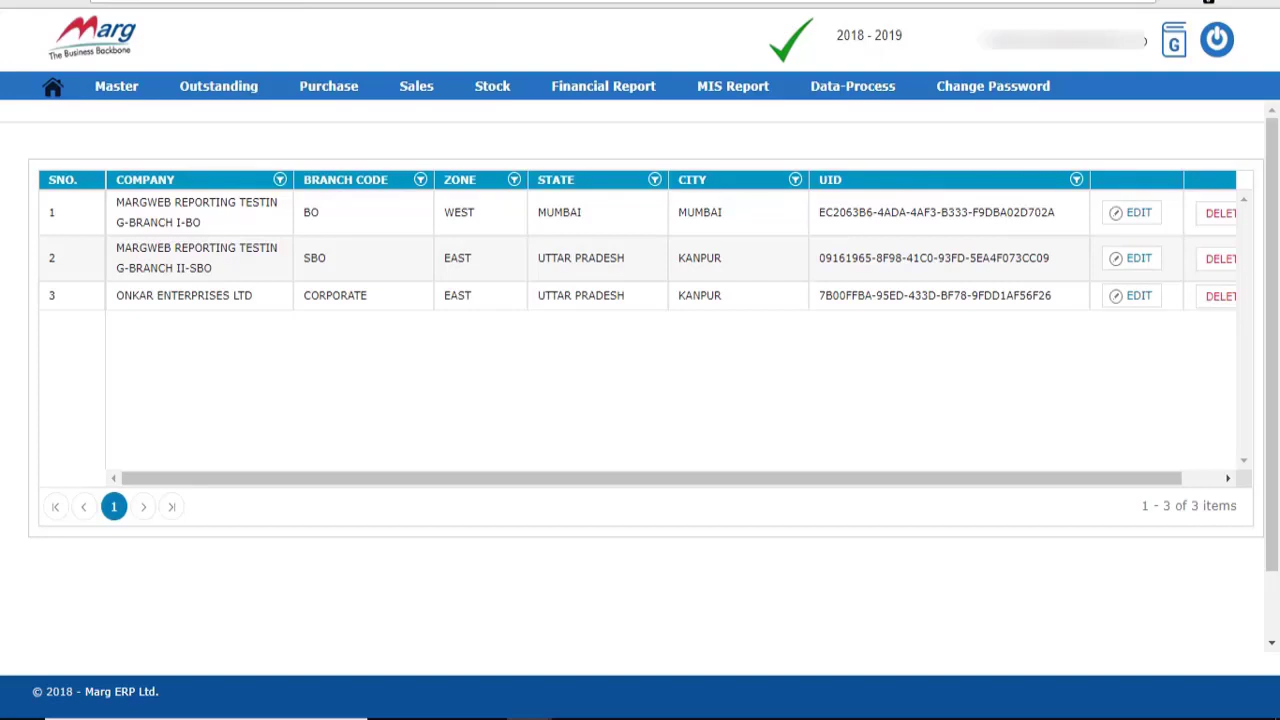 Marg
The Business Backbone
2018 - 2019
G
Master Outstanding Purchase Sales Stock Financial Report MIS Report Data-Process Change Password
SNO. COMPANY BRANCH CODE ZONE STATE CITY UID
1 MARGWEB REPORTING TESTIN BO WEST MUMBAI MUMBAI EC2063B6-4ADA-4AF3-B333-F9DBA02D702A EDIT DELET
G-BRANCH I-BO
2 MARGWEB REPORTING TESTIN SBO EAST UTTAR PRADESH KANPUR 09161965-8F98-41C0-93FD-5EA4F073CC09 EDIT DELET
G-BRANCH II-SBO
3 ONKAR ENTERPRISES LTD CORPORATE EAST UTTAR PRADESH KANPUR 7B00FFBA-95ED-433D-BF78-9FDD1AF56F26 EDIT DELET
1 1 - 3 of 3 items
© 2018 - Marg ERP Ltd.